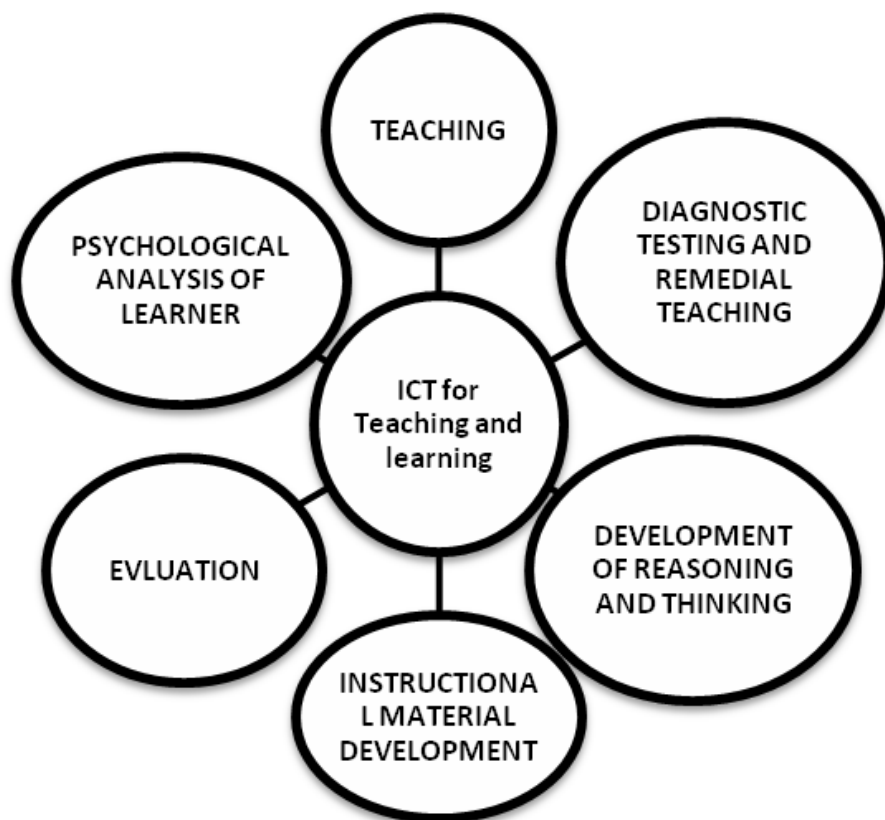 TEACHING
DIAGNOSTIC
TESTING AND
REMEDIAL
TEACHING
PSYCHOLOGICAL
ANALYSIS OF
LEARNER
ICT for
Teaching and
learning
DEVELOPMENT
OF REASONING
AND THINKING
EVLUATION
INSTRUCTIONA
L MATERIAL
DEVELOPMENT